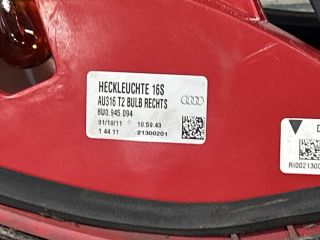 HECKLEUCHTE 16S
AU316 T2 BULB RECHTS
8U0.945.094
31/10/11 10.59.43
1 44 11 21300201
D
RI002130